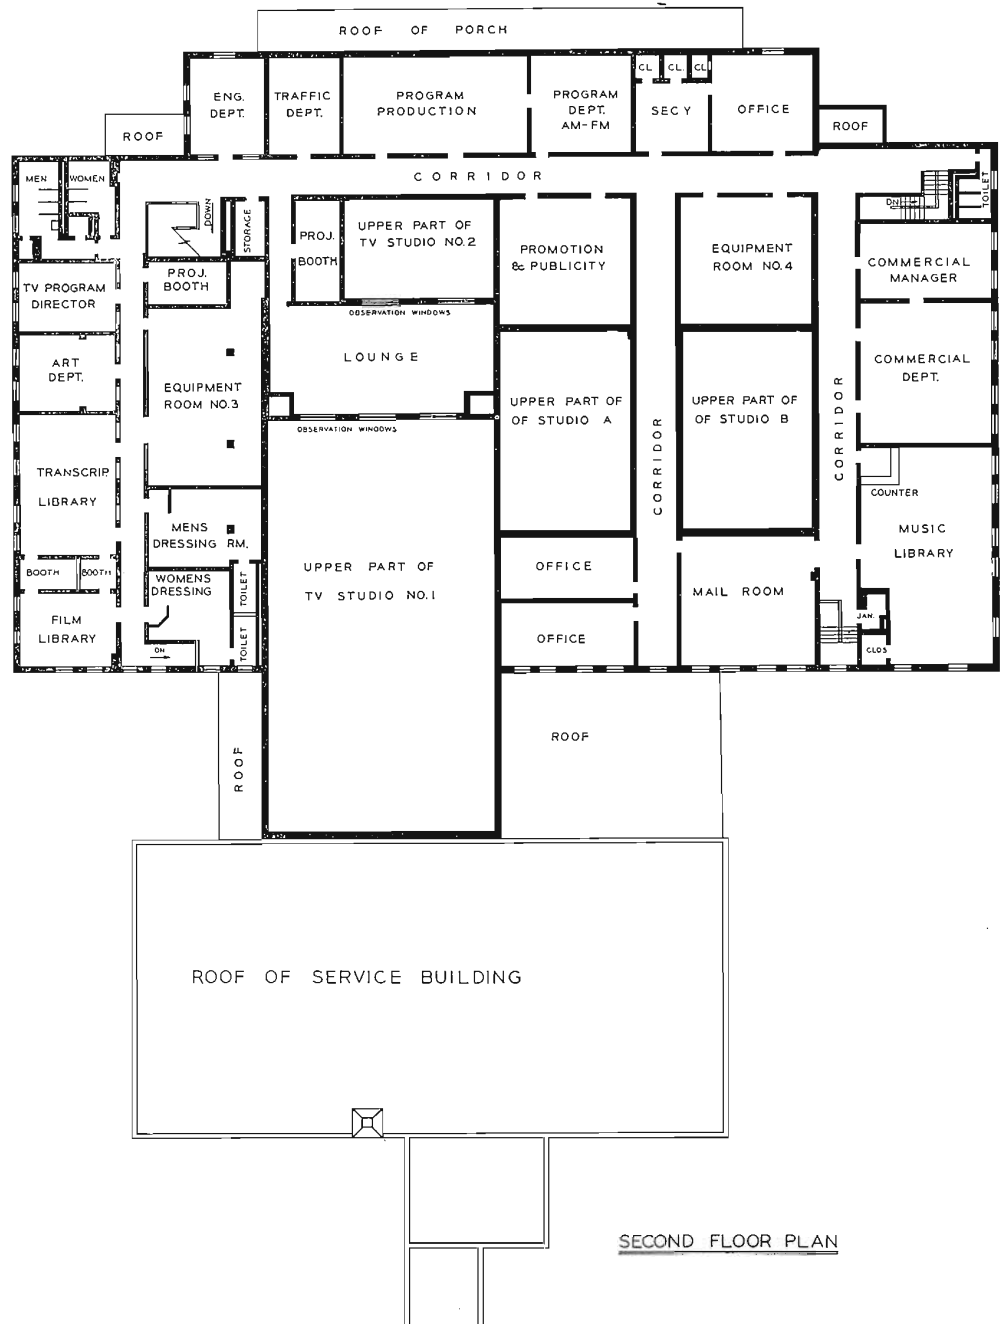 ROOF OF PORCH
ROOF
ENG.
DEPT.
TRAFFIC
DEPT.
PROGRAM
PRODUCTION
PROGRAM
DEPT.
AM-FM
CL
CL.
CL
SEC'Y
OFFICE
ROOF
MEN
WOMEN
CORRIDOR
DOWN
STORAGE
PROJ.
BOOTH
UPPER PART OF
TV STUDIO NO.2
PROMOTION
& PUBLICITY
EQUIPMENT
ROOM NO.4
DN
TOILET
COMMERCIAL
MANAGER
TV PROGRAM
DIRECTOR
PROJ.
BOOTH
OBSERVATION WINDOWS
LOUNGE
ART
DEPT.
EQUIPMENT
ROOM NO.3
UPPER PART OF
OF STUDIO A
UPPER PART OF
OF STUDIO B
COMMERCIAL
DEPT.
OBSERVATION WINDOWS
CORRIDOR
CORRIDOR
TRANSCRIP.
LIBRARY
COUNTER
MUSIC
LIBRARY
MENS
DRESSING RM.
BOOTH
BOOTH
WOMENS
DRESSING
TOILET
UPPER PART OF
TV STUDIO NO.1
OFFICE
MAIL ROOM
FILM
LIBRARY
DN
TOILET
OFFICE
JAN.
CLOS
ROOF
ROOF
ROOF OF SERVICE BUILDING
SECOND FLOOR PLAN